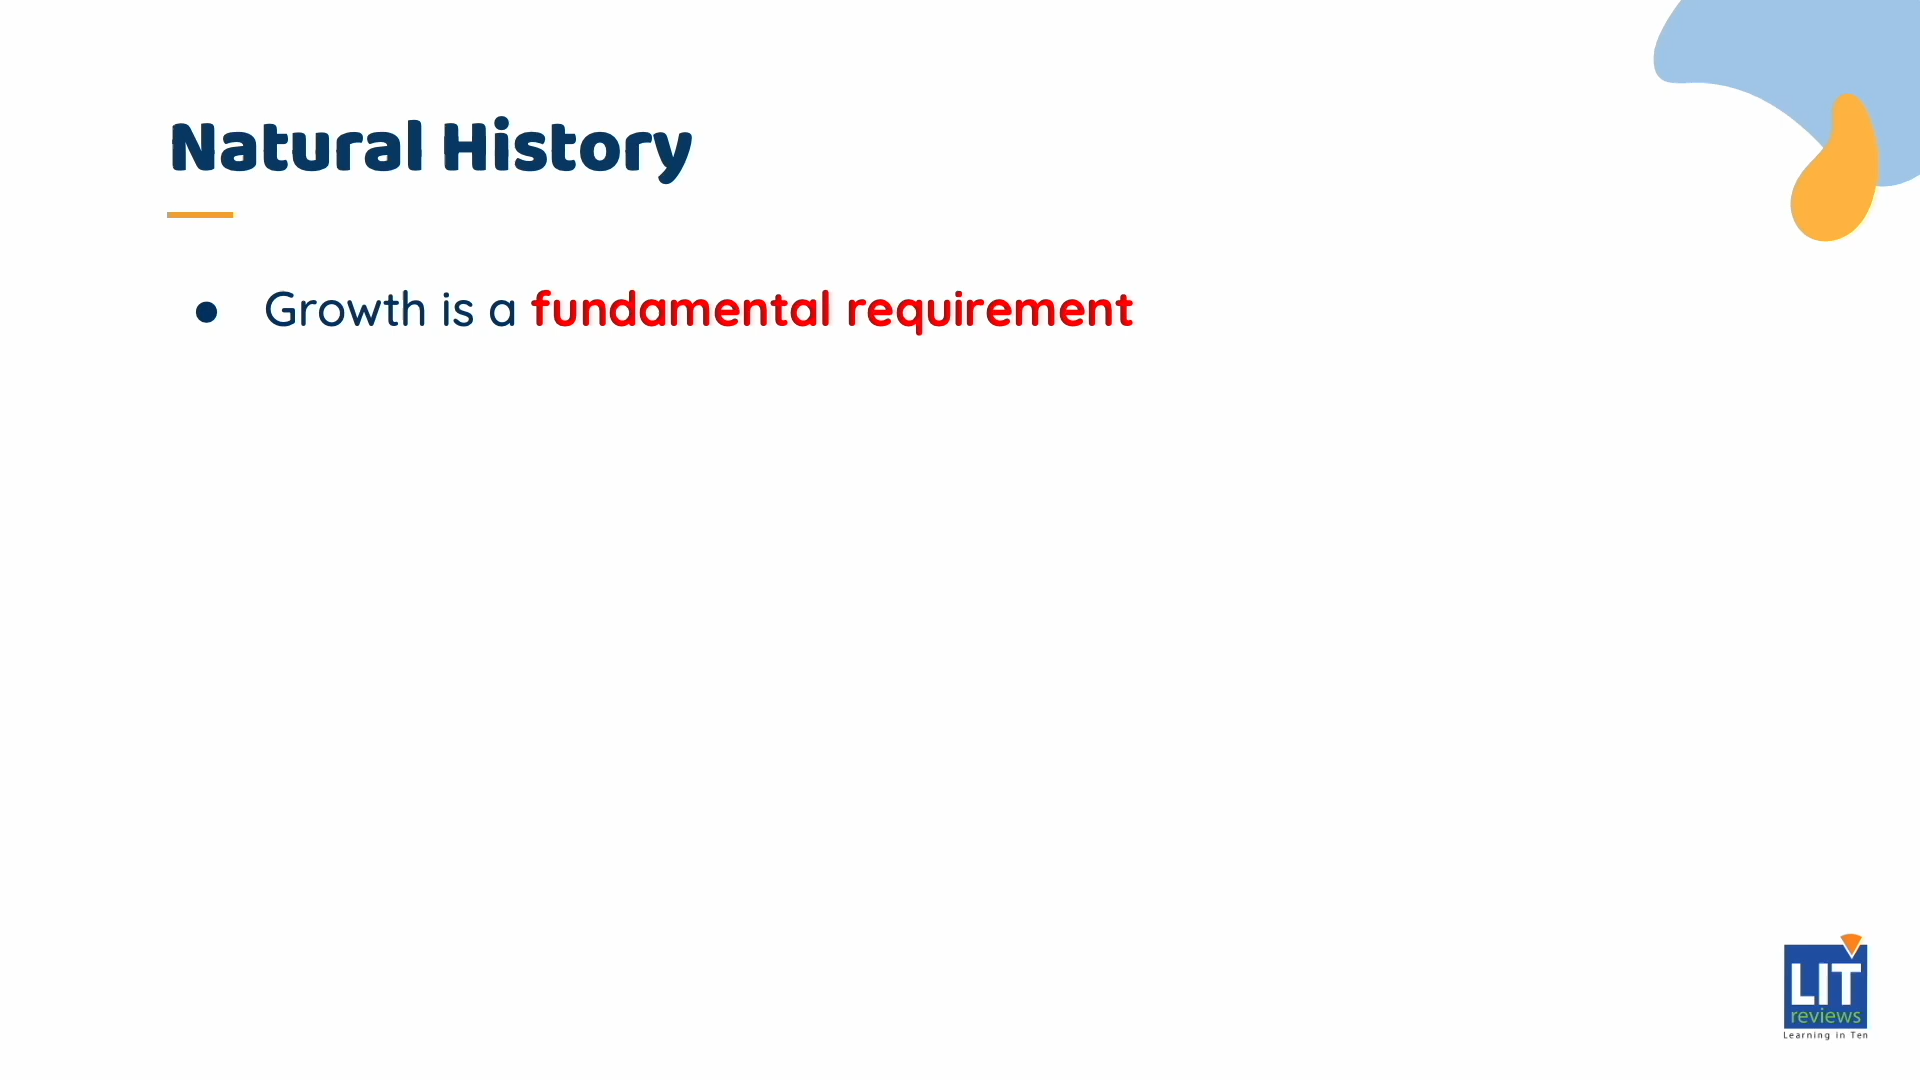 Natural History
● Growth is a fundamental requirement
LIT
reviews
Learning in Ten